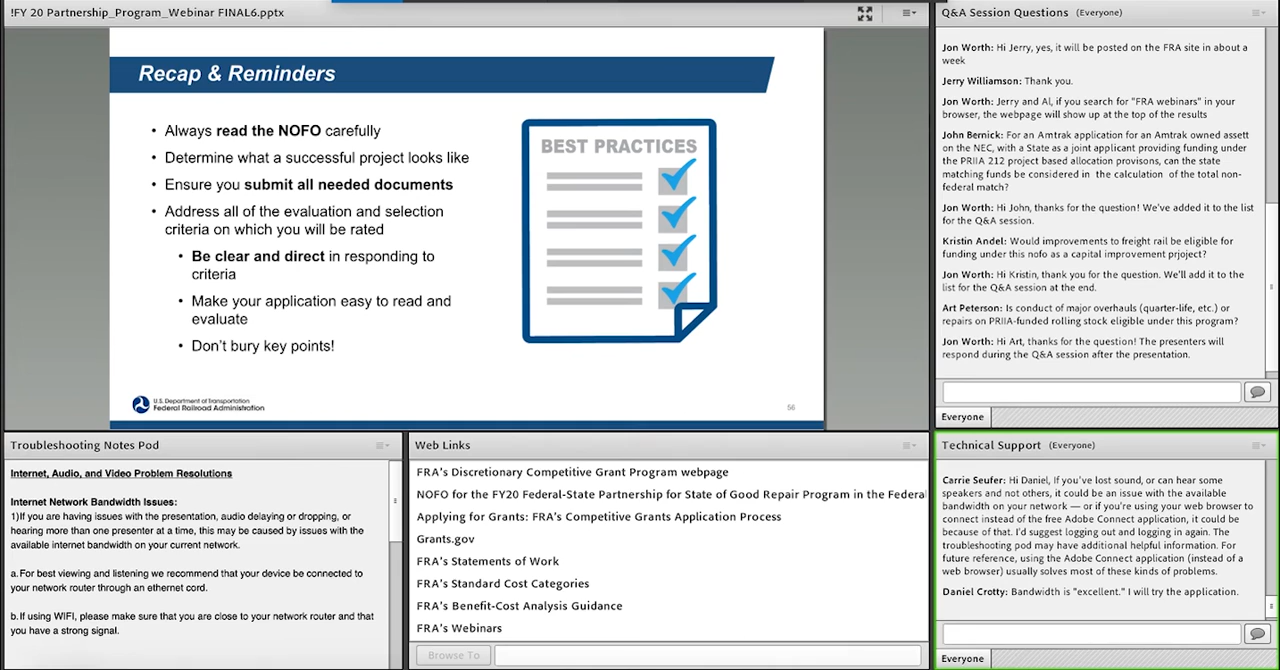 !FY 20 Partnership_Program_Webinar FINAL6.pptx
Recap & Reminders
• Always read the NOFO carefully
• Determine what a successful project looks like
• Ensure you submit all needed documents
• Address all of the evaluation and selection
criteria on which you will be rated
• Be clear and direct in responding to
criteria
• Make your application easy to read and
evaluate
• Don't bury key points!
BEST PRACTICES
U.S. Department of Transportation
Federal Railroad Administration
56
Q&A Session Questions (Everyone)
Jon Worth: Hi Jerry, yes, it will be posted on the FRA site in about a
week
Jerry Williamson: Thank you.
Jon Worth: Jerry and Al, if you search for "FRA webinars" in your
browser, the webpage will show up at the top of the results
John Bernick: For an Amtrak application for an Amtrak owned assett
on the NEC, with a State as a joint applicant providing funding under
the PRIIA 212 project based allocation provisons, can the state
matching funds be considered in the calculation of the total non-
federal match?
Jon Worth: Hi John, thanks for the question! We've added it to the list
for the Q&A session.
Kristin Andel: Would improvements to freight rail be eligible for
funding under this nofo as a capital improvement project?
Jon Worth: Hi Kristin, thank you for the question. We'll add it to the
list for the Q&A session at the end.
Art Peterson: Is conduct of major overhauls (quarter-life, etc.) or
repairs on PRIIA-funded rolling stock eligible under this program?
Jon Worth: Hi Art, thanks for the question! The presenters will
respond during the Q&A session after the presentation.
Everyone
Troubleshooting Notes Pod
Internet, Audio, and Video Problem Resolutions
Internet Network Bandwidth Issues:
1)If you are having issues with the presentation, audio delaying or dropping, or
hearing more than one presenter at a time, this may be caused by issues with the
available internet bandwidth on your current network.
a.For best viewing and listening we recommend that your device be connected to
your network router through an ethernet cord.
b.If using WIFI, please make sure that you are close to your network router and that
you have a strong signal.
Web Links
FRA's Discretionary Competitive Grant Program webpage
NOFO for the FY20 Federal-State Partnership for State of Good Repair Program in the Federal
Applying for Grants: FRA's Competitive Grants Application Process
Grants.gov
FRA's Statements of Work
FRA's Standard Cost Categories
FRA's Benefit-Cost Analysis Guidance
FRA's Webinars
Browse To
Technical Support (Everyone)
Carrie Seufer: Hi Daniel, If you've lost sound, or can hear some
speakers and not others, it could be an issue with the available
bandwidth on your network — or if you're using your web browser to
connect instead of the free Adobe Connect application, it could be
because of that. I'd suggest logging out and logging in again. The
troubleshooting pod may have additional helpful information. For
future reference, using the Adobe Connect application (instead of a
web browser) usually solves most of these kinds of problems.
Daniel Crotty: Bandwidth is "excellent." I will try the application.
Everyone